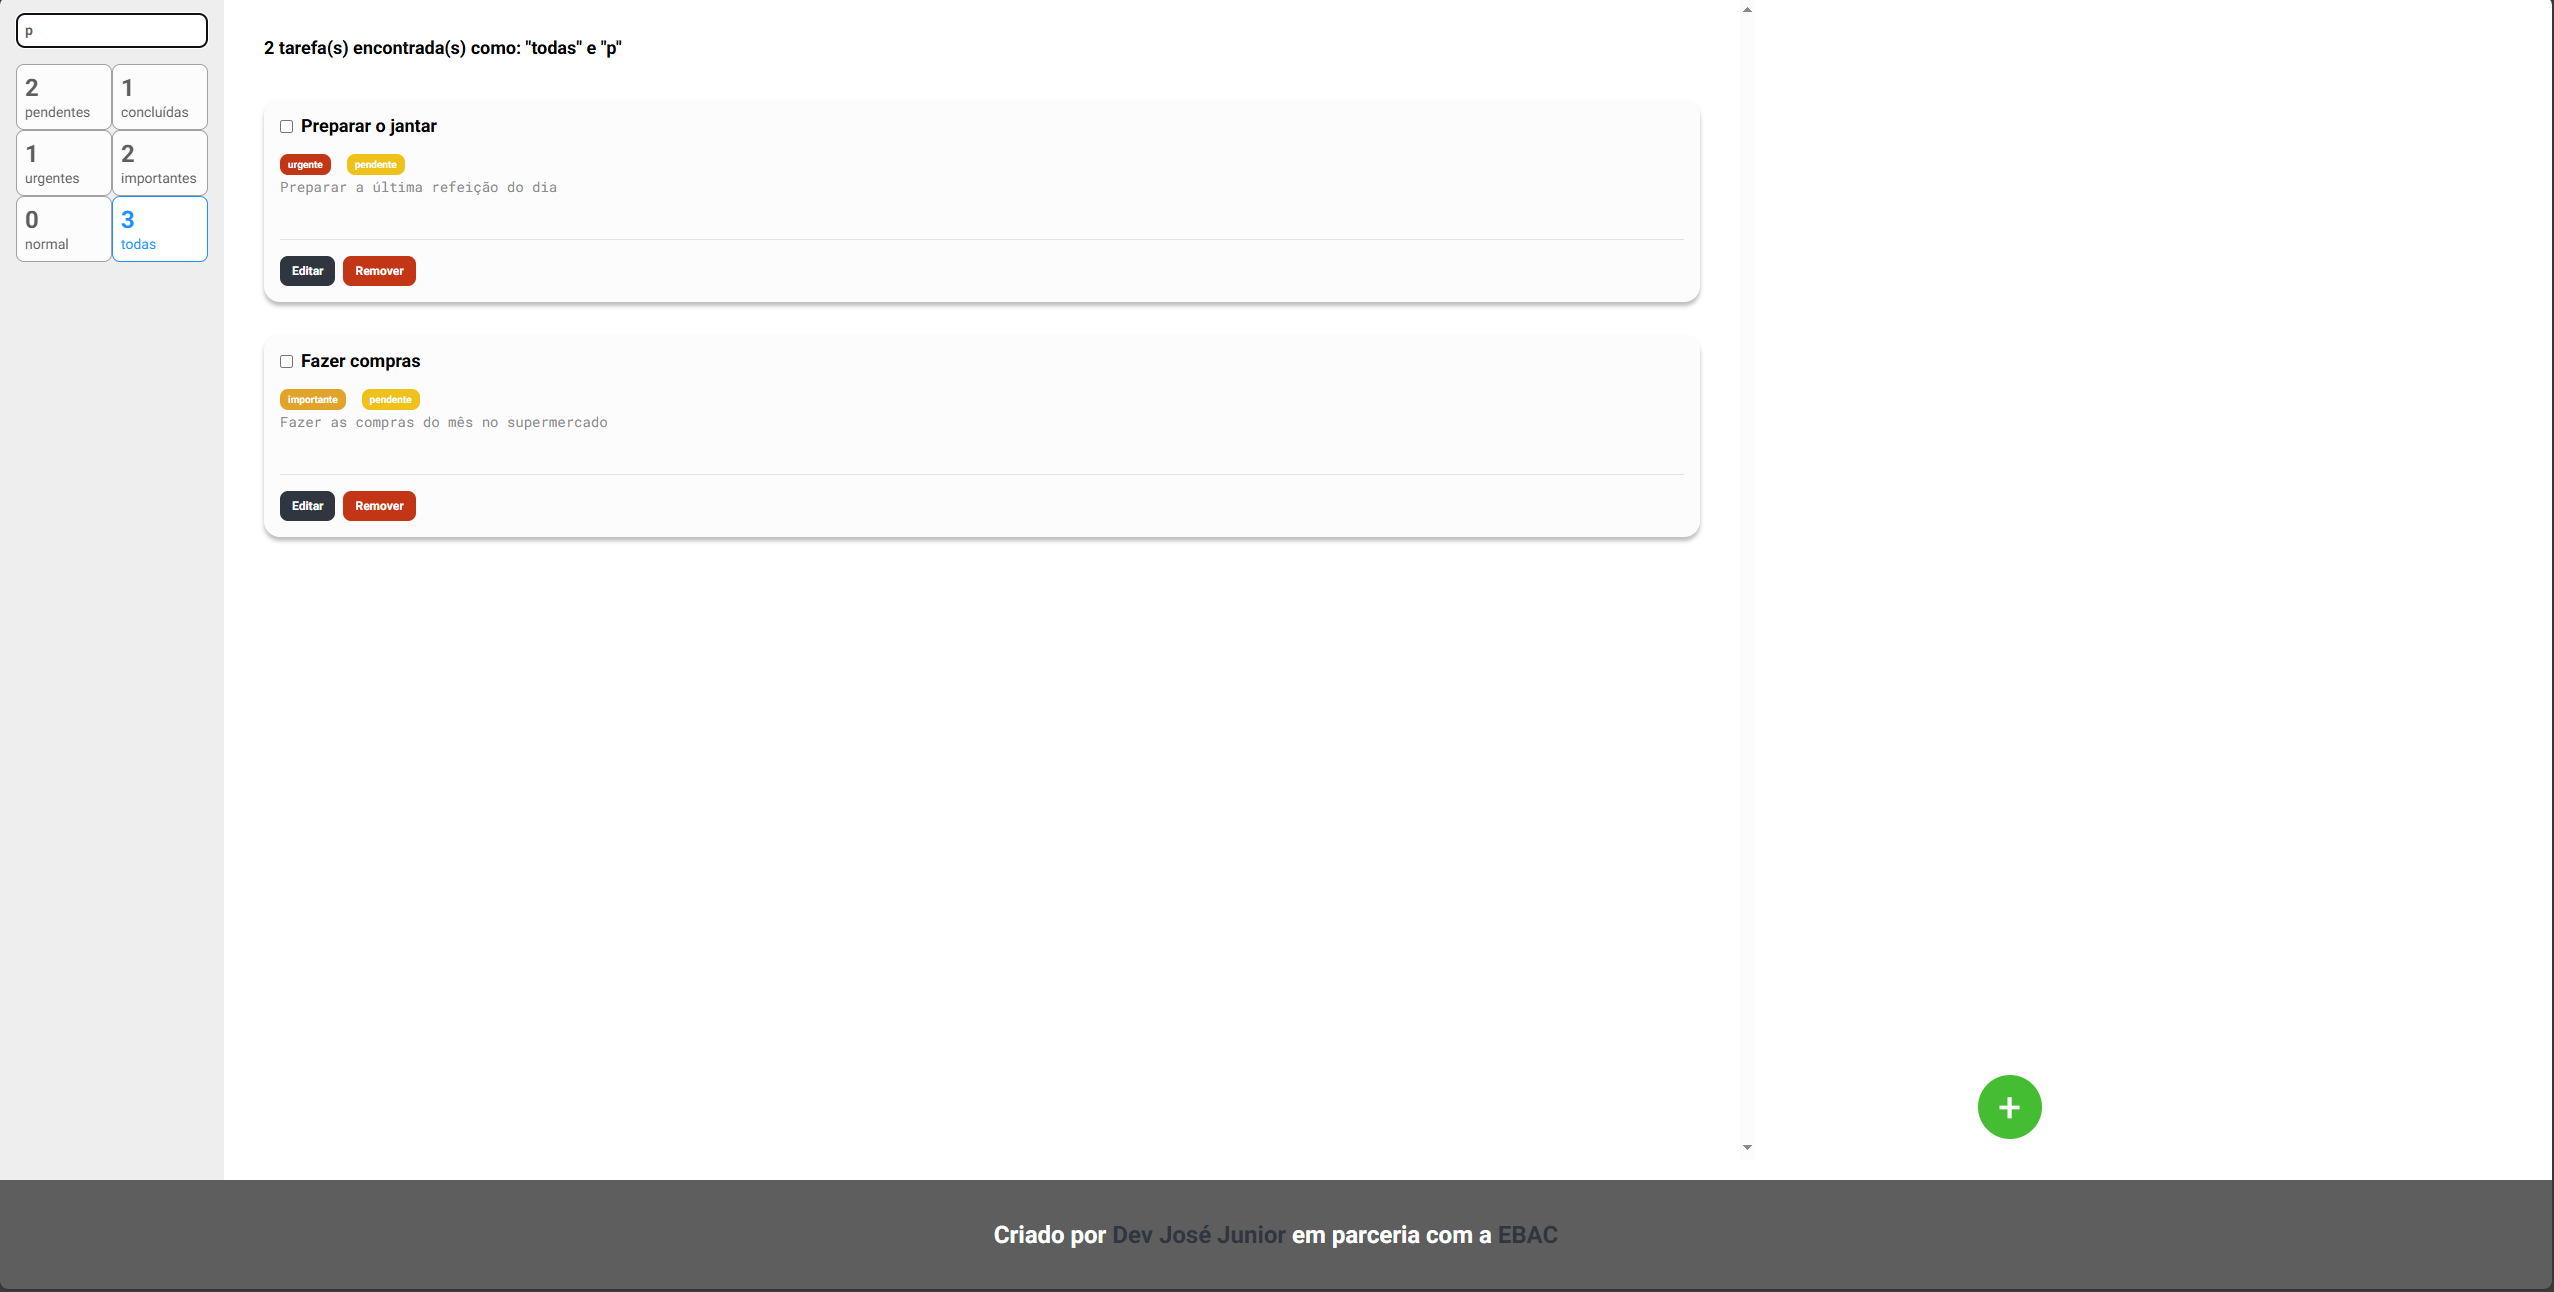 p
2
pendentes
1
concluídas
1
urgentes
2
importantes
0
normal
3
todas
2 tarefa(s) encontrada(s) como: "todas" e "p"
Preparar o jantar
urgente pendente
Preparar a última refeição do dia
Editar Remover
Fazer compras
importante pendente
Fazer as compras do mês no supermercado
Editar Remover
+
Criado por Dev José Junior em parceria com a EBAC